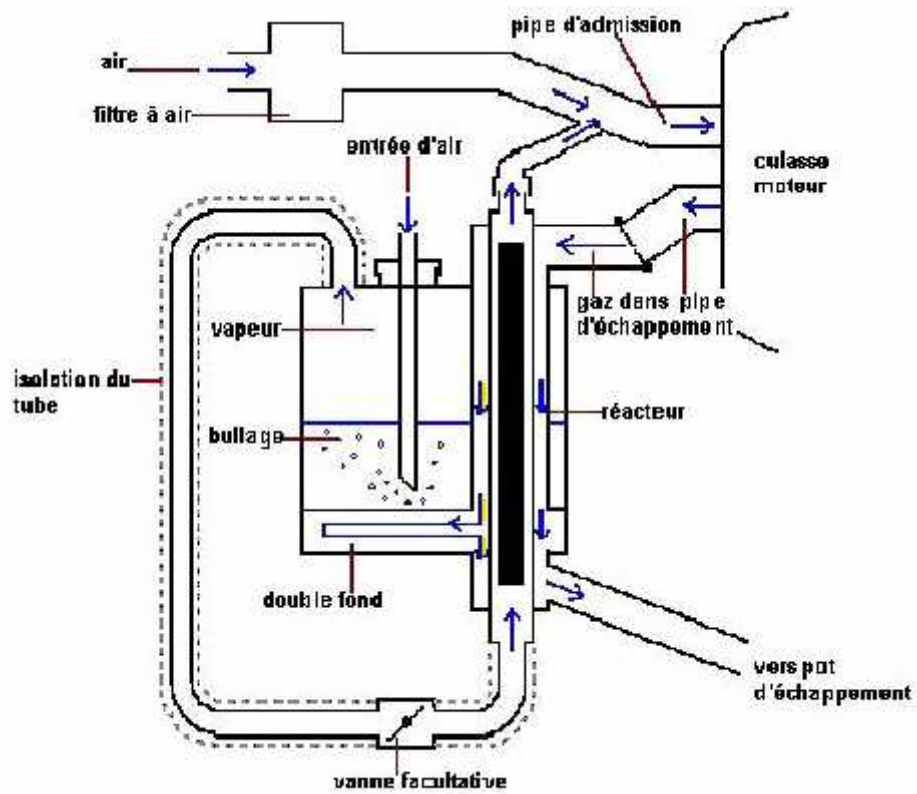 pipe d'admission
air
filtre à air
entrée d'air
culasse
moteur
vapeur
gaz dans pipe
d'échappement
isolation du
tube
réacteur
bullage
double fond
vers pot
d'échappement
vanne facultative